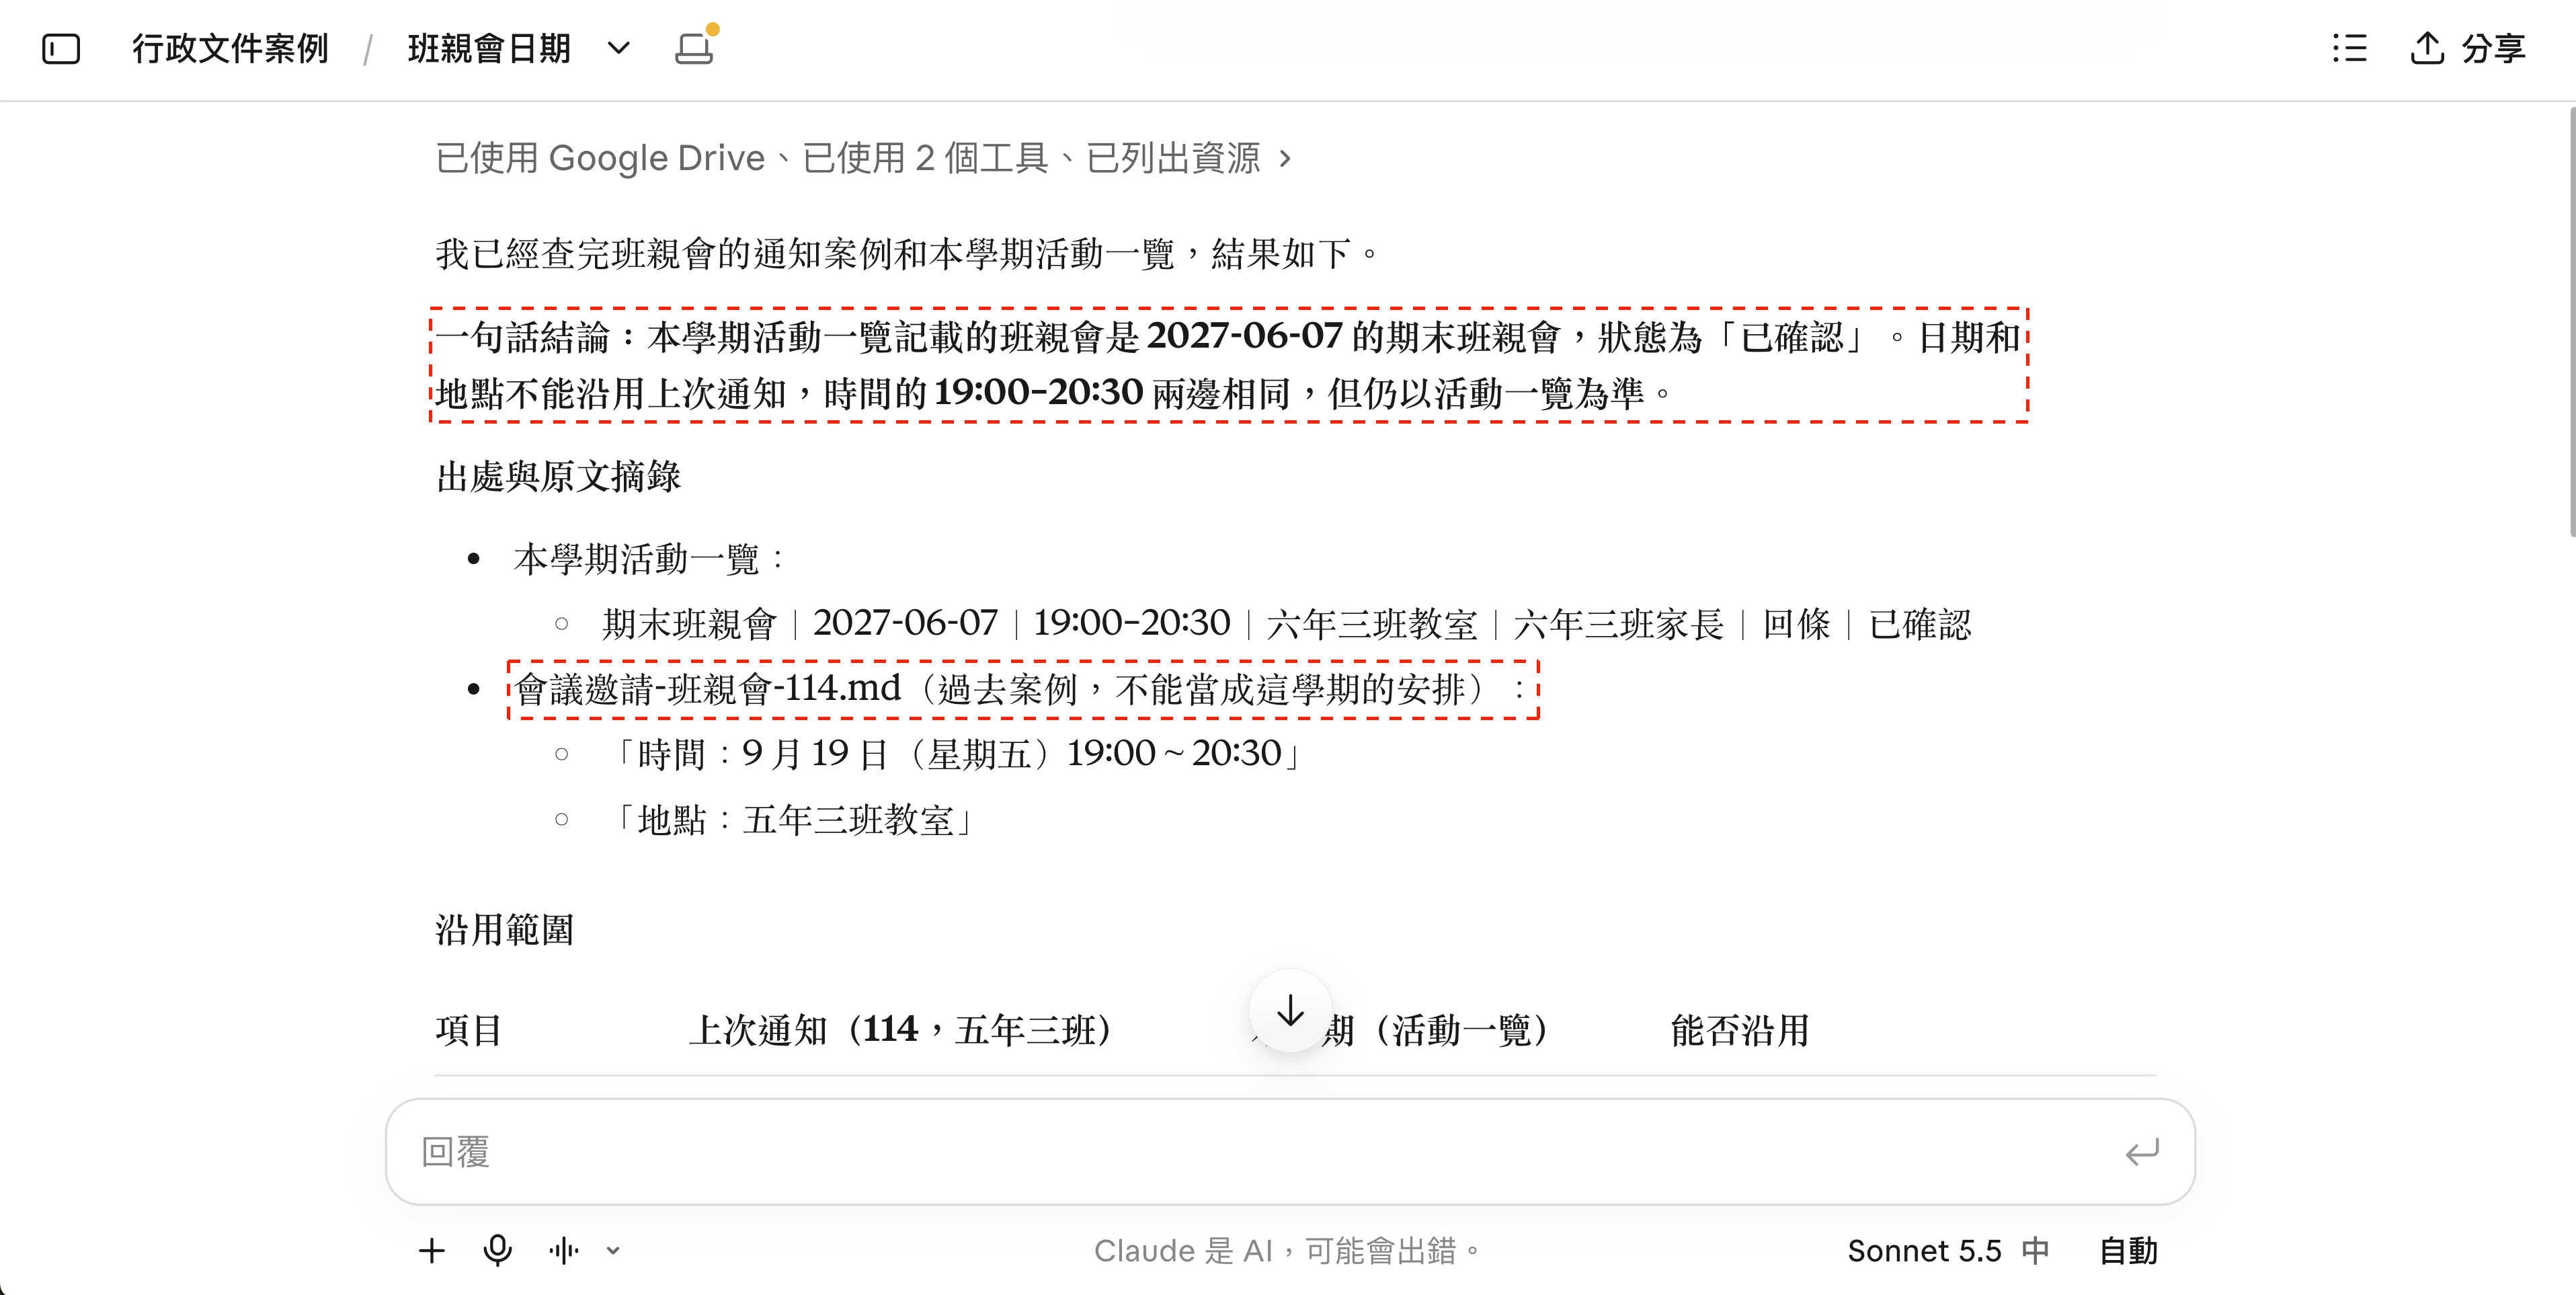 行政文件案例 / 班親會日期
分享
已使用 Google Drive、已使用 2 個工具、已列出資源
我已經查完班親會的通知案例和本學期活動一覽，結果如下。
一句話結論：本學期活動一覽記載的班親會是 2027-06-07 的期末班親會，狀態為「已確認」。日期和
地點不能沿用上次通知，時間的 19:00–20:30 兩邊相同，但仍以活動一覽為準。
出處與原文摘錄
本學期活動一覽：
期末班親會｜2027-06-07｜19:00–20:30｜六年三班教室｜六年三班家長｜回條｜已確認
會議邀請-班親會-114.md（過去案例，不能當成這學期的安排）：
「時間：9 月 19 日（星期五）19:00 ~ 20:30」
「地點：五年三班教室」
沿用範圍
項目 上次通知（114，五年三班） 期（活動一覽） 能否沿用
回覆
Claude 是 AI，可能會出錯。
Sonnet 5.5 中 自動